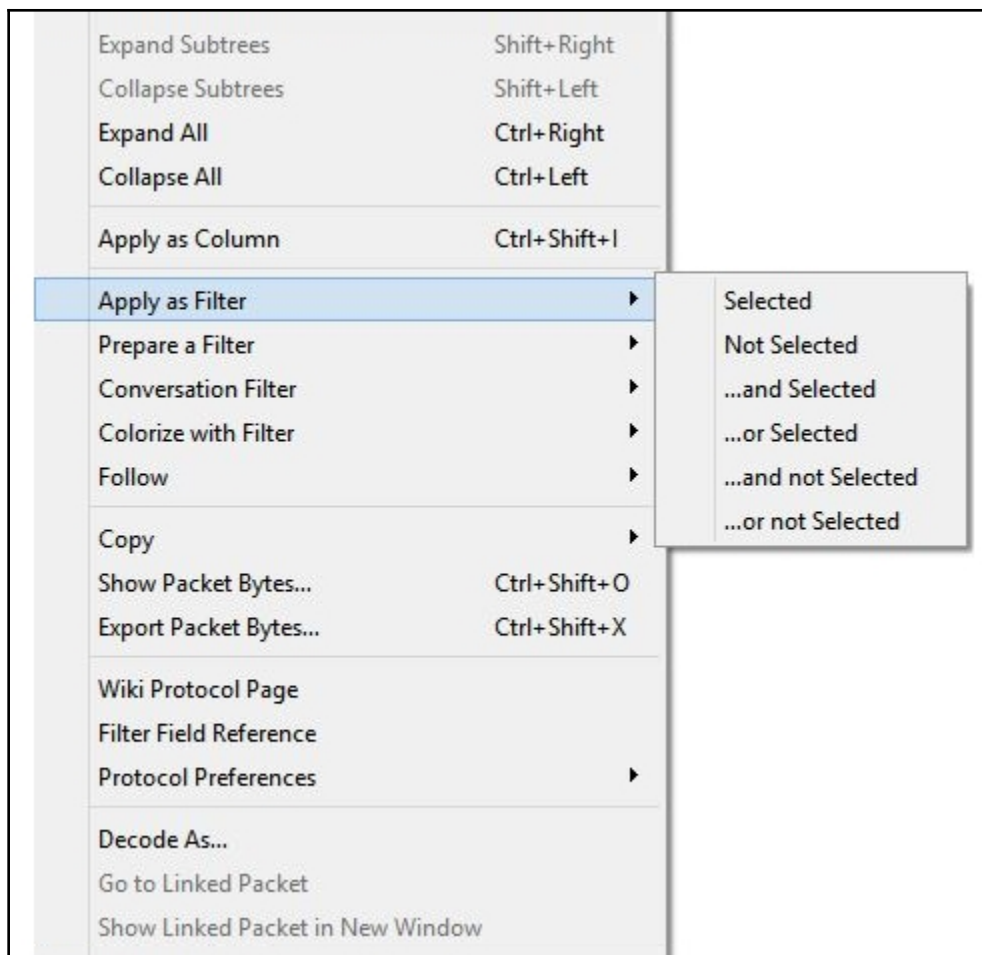 Expand Subtrees Shift+Right
Collapse Subtrees Shift+Left
Expand All Ctrl+Right
Collapse All Ctrl+Left
Apply as Column Ctrl+Shift+I
Apply as Filter
Prepare a Filter
Conversation Filter
Colorize with Filter
Follow
Copy
Show Packet Bytes... Ctrl+Shift+O
Export Packet Bytes... Ctrl+Shift+X
Wiki Protocol Page
Filter Field Reference
Protocol Preferences
Decode As...
Go to Linked Packet
Show Linked Packet in New Window
Selected
Not Selected
...and Selected
...or Selected
...and not Selected
...or not Selected